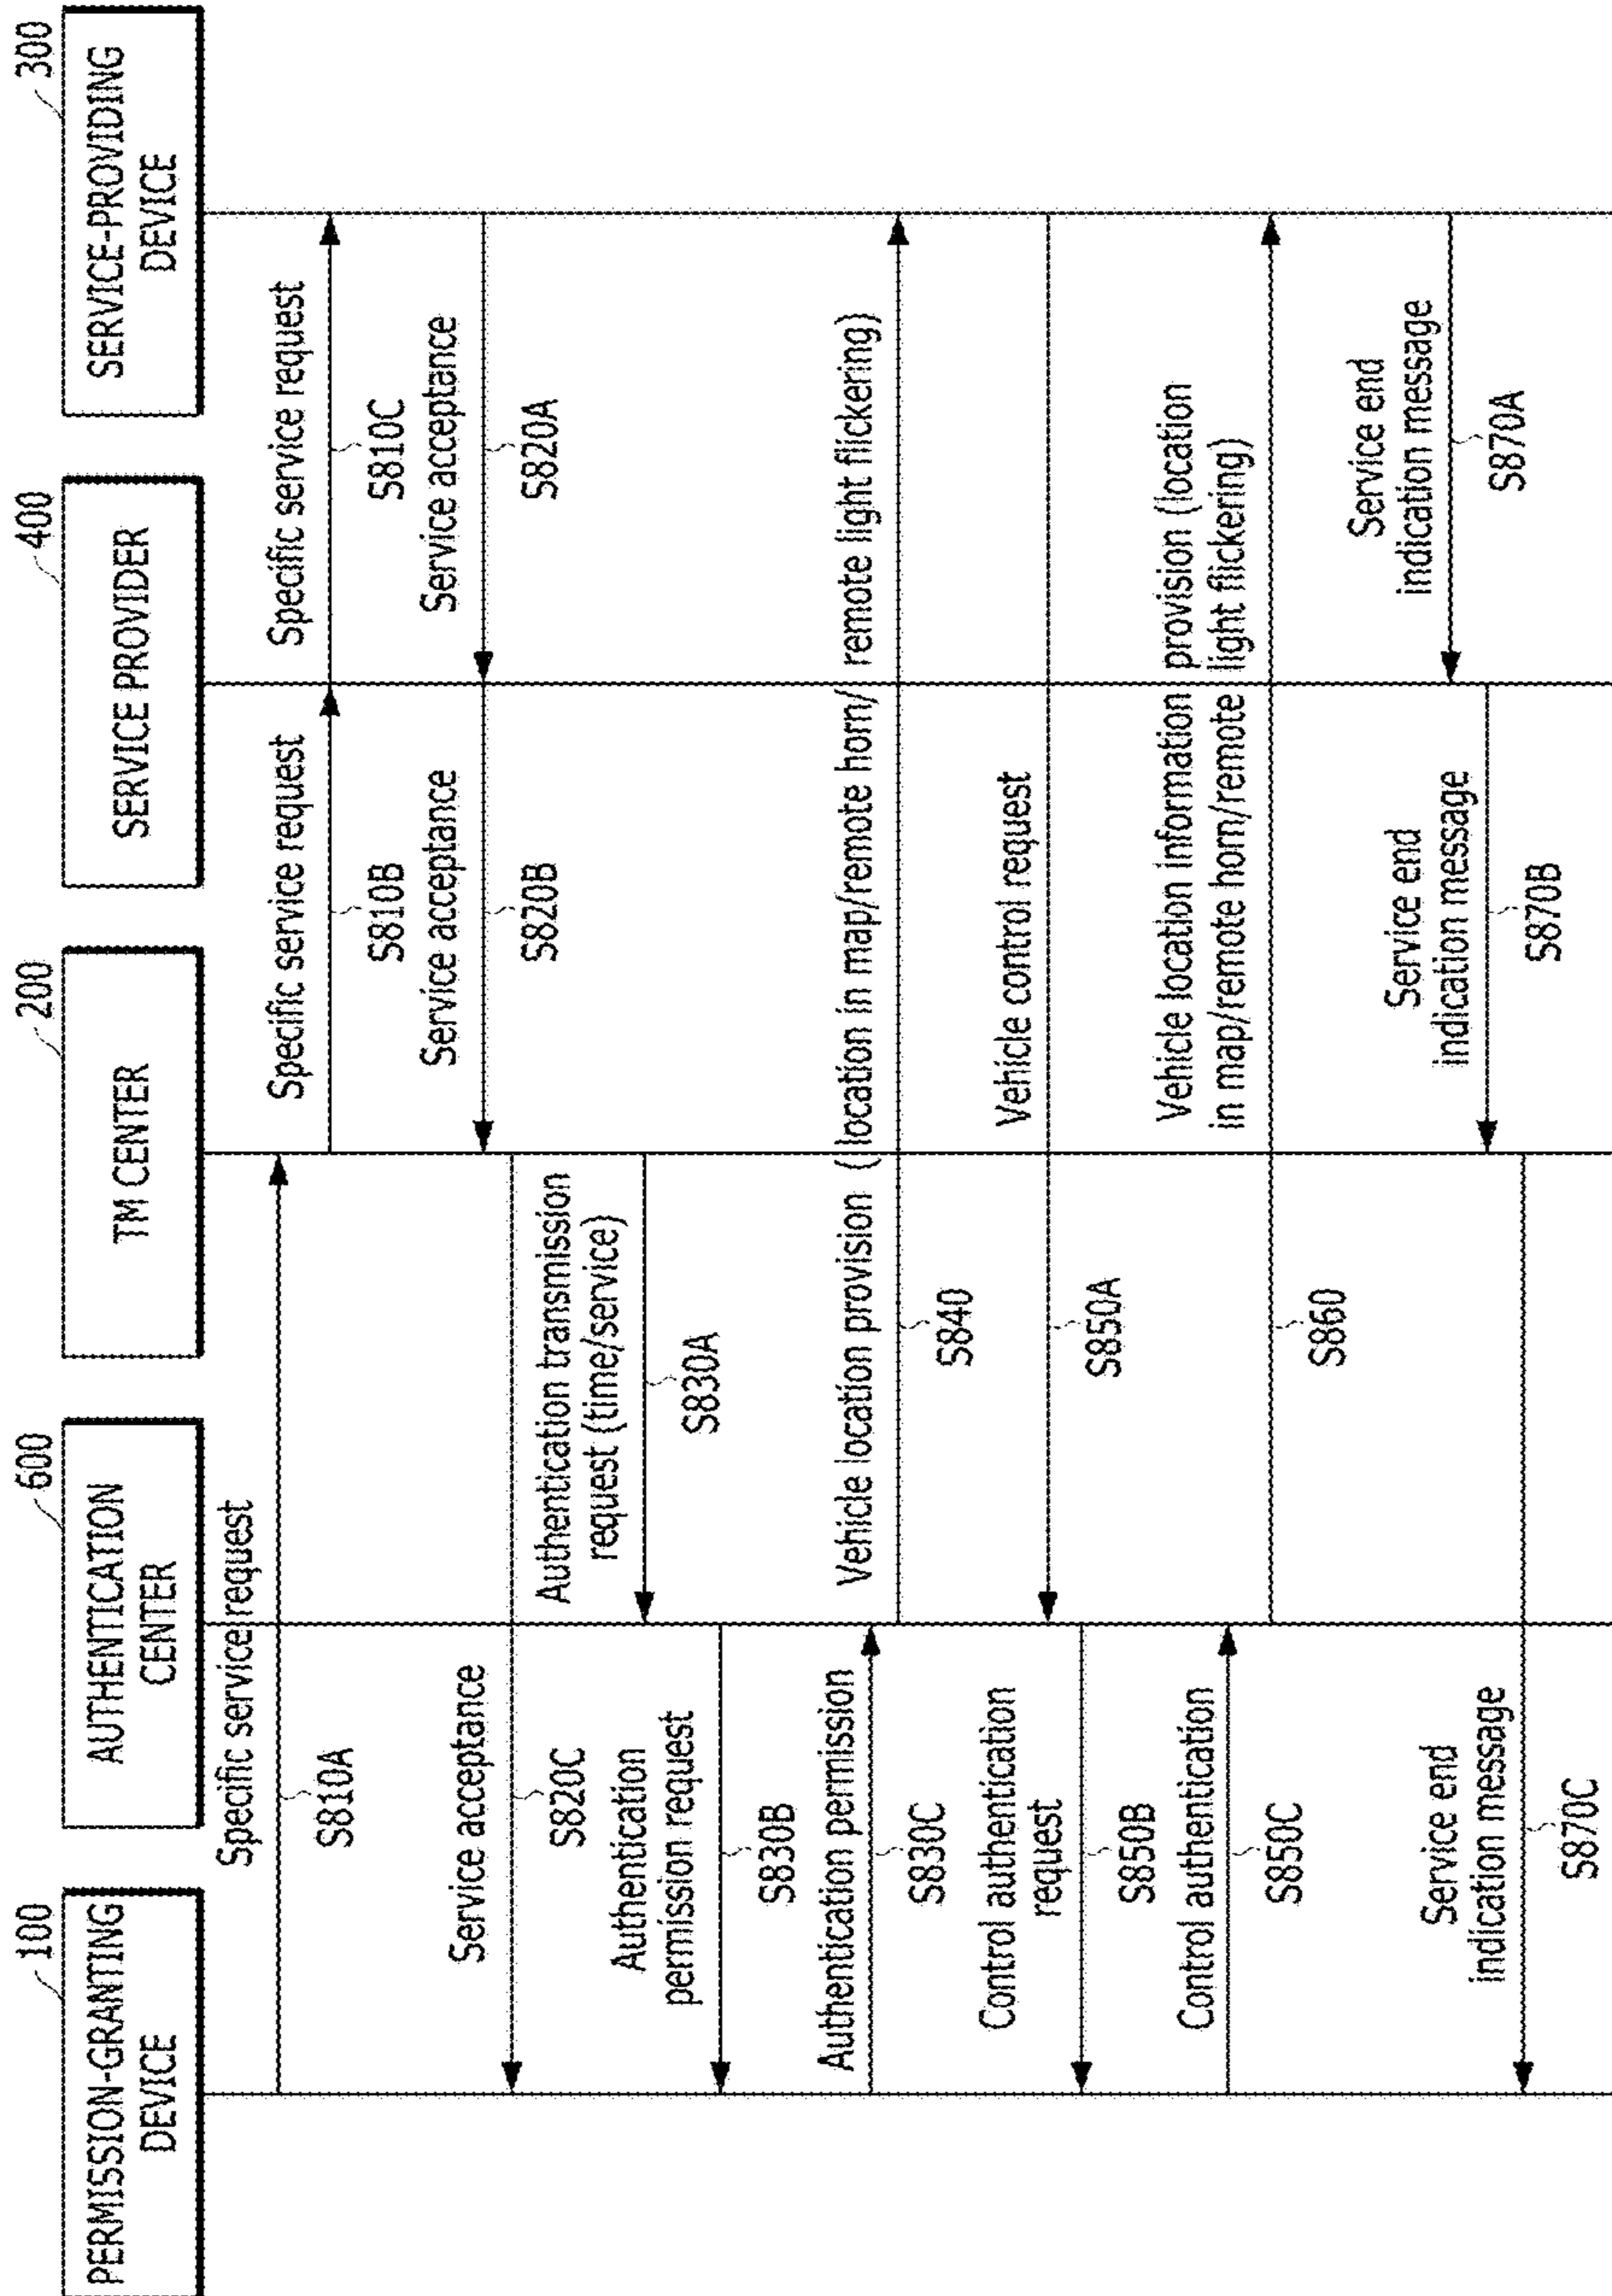 100
600
200
400
300
PERMISSION-GRANTING
DEVICE
AUTHENTICATION
CENTER
TM CENTER
SERVICE PROVIDER
SERVICE-PROVIDING
DEVICE
Specific service request
S810A
Specific service request
S810B
Specific service request
S810C
Service acceptance
S820A
Service acceptance
S820B
Service acceptance
S820C
Authentication transmission
request (time/service)
S830A
Authentication
permission request
S830B
Authentication permission
S830C
Vehicle location provision (location in map/remote horn/remote light flickering)
S840
Vehicle control request
S850A
Control authentication
request
S850B
Control authentication
S850C
Vehicle location information provision (location
in map/remote horn/remote light flickering)
S860
Service end
indication message
S870A
Service end
indication message
S870B
Service end
indication message
S870C